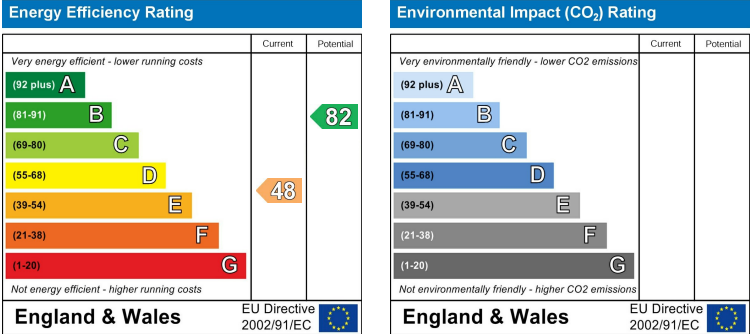 Energy Efficiency Rating
Current Potential
Very energy efficient - lower running costs
(92 plus) A
(81-91) B
82
(69-80) C
(55-68) D
48
(39-54) E
(21-38) F
(1-20) G
Not energy efficient - higher running costs
England & Wales
EU Directive
2002/91/EC
Environmental Impact (CO₂) Rating
Current Potential
Very environmentally friendly - lower CO2 emissions
(92 plus) A
(81-91) B
(69-80) C
(55-68) D
(39-54) E
(21-38) F
(1-20) G
Not environmentally friendly - higher CO2 emissions
England & Wales
EU Directive
2002/91/EC